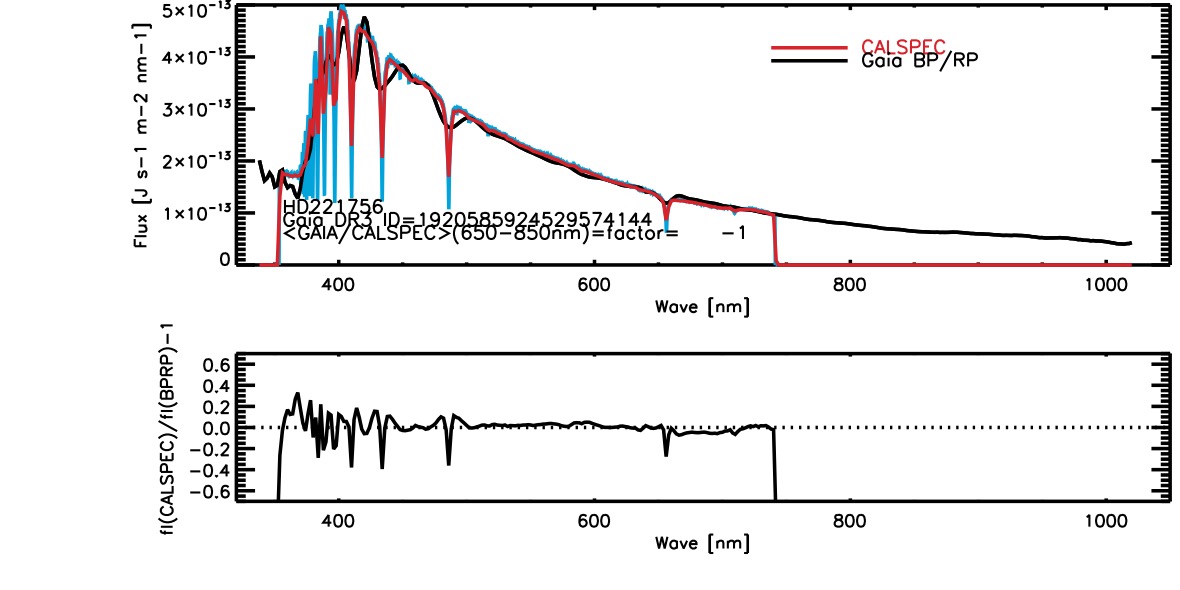 5×10−13
4×10−13
3×10−13
2×10−13
1×10−13
0
Flux [J s−1 m−2 nm−1]
CALSPEC
Gaia BP/RP
HD221756
Gaia DR3 ID=1920585924529574144
<GAIA/CALSPEC>(650−850nm)=factor= −1
400 600 800 1000
Wave [nm]
fl(CALSPEC)/fl(BPRP)−1
0.6
0.4
0.2
0.0
−0.2
−0.4
−0.6
400 600 800 1000
Wave [nm]